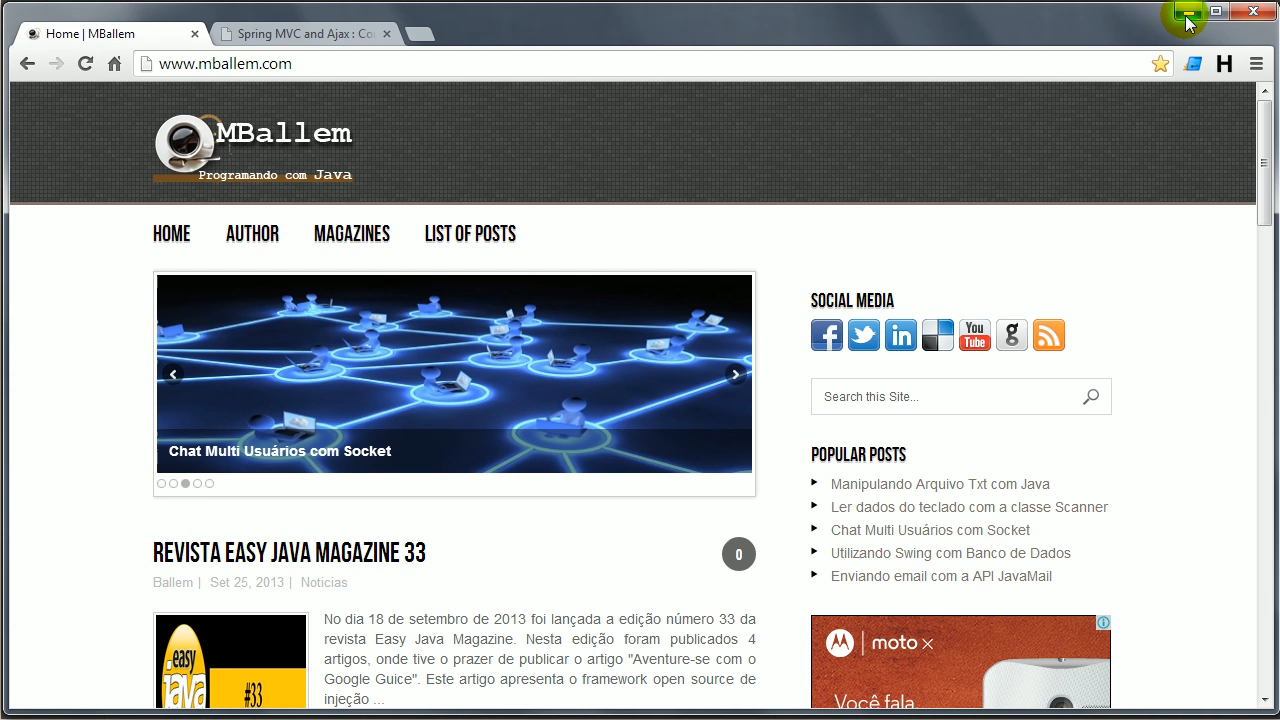 Home | MBallem
Spring MVC and Ajax : Co
www.mballem.com
H
MBallem
Programando com Java
HOME
AUTHOR
MAGAZINES
LIST OF POSTS
Chat Multi Usuários com Socket
REVISTA EASY JAVA MAGAZINE 33
0
Ballem | Set 25, 2013 | Noticias
easy
java
#33
No dia 18 de setembro de 2013 foi lançada a edição número 33 da
revista Easy Java Magazine. Nesta edição foram publicados 4
artigos, onde tive o prazer de publicar o artigo "Aventure-se com o
Google Guice". Este artigo apresenta o framework open source de
injeção ...
SOCIAL MEDIA
f
in
You
Tube
g
Search this Site...
POPULAR POSTS
Manipulando Arquivo Txt com Java
Ler dados do teclado com a classe Scanner
Chat Multi Usuários com Socket
Utilizando Swing com Banco de Dados
Enviando email com a API JavaMail
moto x
Você fala